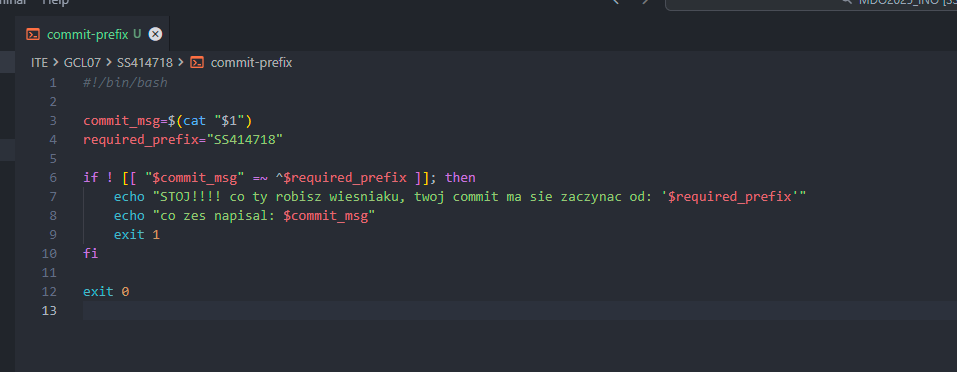 Help
commit-prefix U
ITE > GCL07 > SS414718 > commit-prefix
1 #!/bin/bash
2
3 commit_msg=$(cat "$1")
4 required_prefix="SS414718"
5
6 if ! [[ "$commit_msg" =~ ^$required_prefix ]]; then
7     echo "STOJ!!!! co ty robisz wiesniaku, twoj commit ma sie zaczynac od: '$required_prefix'"
8     echo "co zes napisal: $commit_msg"
9     exit 1
10 fi
11
12 exit 0
13